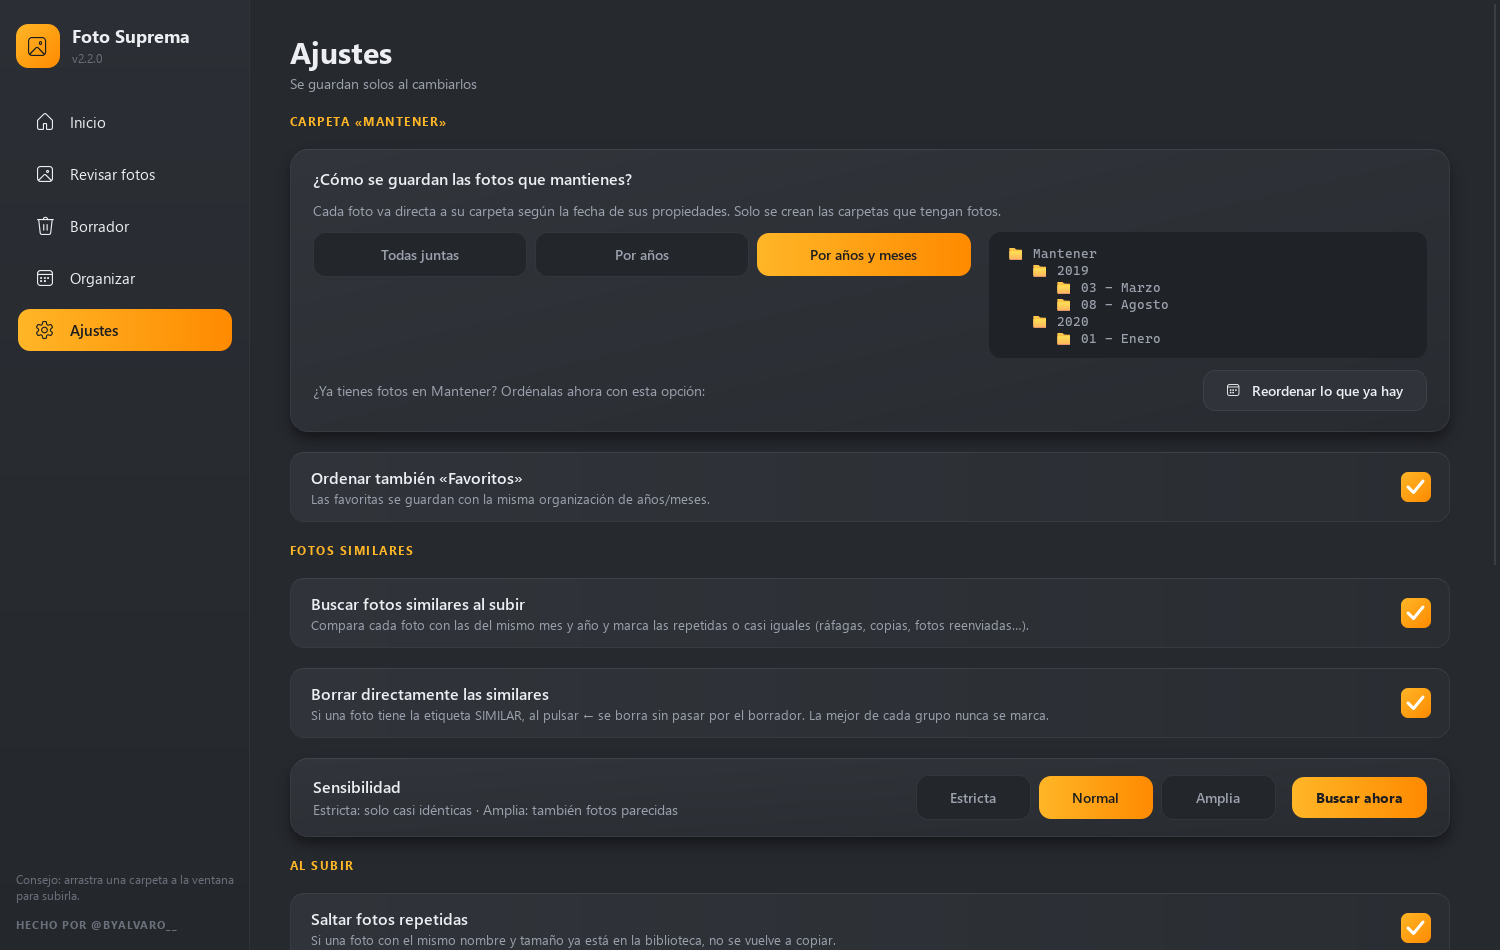 Foto Suprema
v2.2.0
Inicio
Revisar fotos
Borrador
Organizar
Ajustes
Consejo: arrastra una carpeta a la ventana
para subirla.
HECHO POR @BYALVARO__
Ajustes
Se guardan solos al cambiarlos
CARPETA «MANTENER»
¿Cómo se guardan las fotos que mantienes?
Cada foto va directa a su carpeta según la fecha de sus propiedades. Solo se crean las carpetas que tengan fotos.
Todas juntas
Por años
Por años y meses
Mantener
2019
03 – Marzo
08 – Agosto
2020
01 – Enero
¿Ya tienes fotos en Mantener? Ordénalas ahora con esta opción:
Reordenar lo que ya hay
Ordenar también «Favoritos»
Las favoritas se guardan con la misma organización de años/meses.
FOTOS SIMILARES
Buscar fotos similares al subir
Compara cada foto con las del mismo mes y año y marca las repetidas o casi iguales (ráfagas, copias, fotos reenviadas…).
Borrar directamente las similares
Si una foto tiene la etiqueta SIMILAR, al pulsar ← se borra sin pasar por el borrador. La mejor de cada grupo nunca se marca.
Sensibilidad
Estricta: solo casi idénticas · Amplia: también fotos parecidas
Estricta
Normal
Amplia
Buscar ahora
AL SUBIR
Saltar fotos repetidas
Si una foto con el mismo nombre y tamaño ya está en la biblioteca, no se vuelve a copiar.